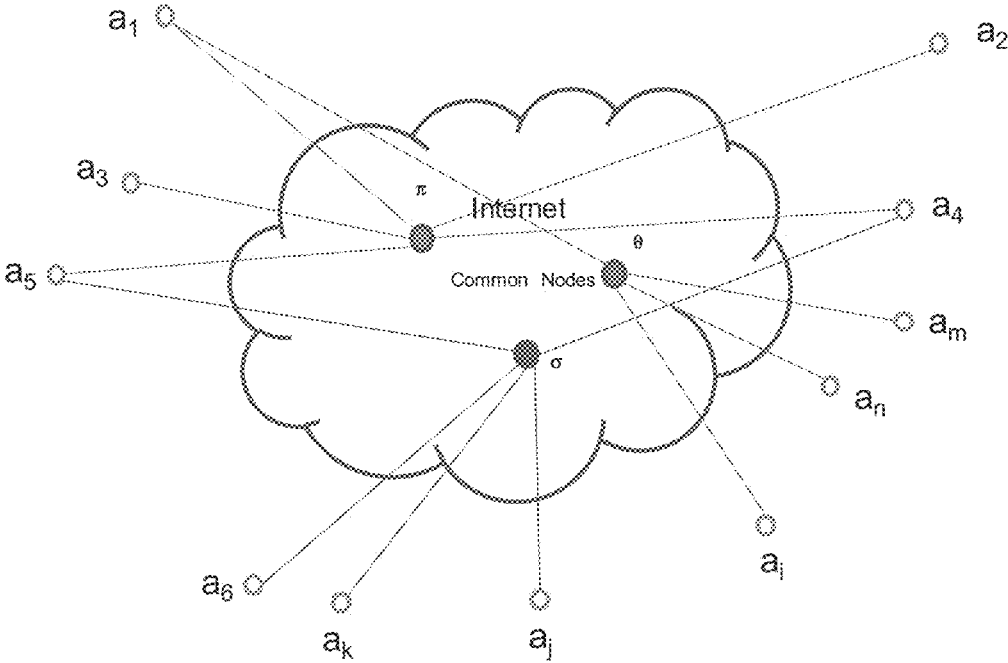 a1
a2
a3
π
Internet
a4
θ
a5
Common Nodes
am
σ
an
a6
ak
aj
ai